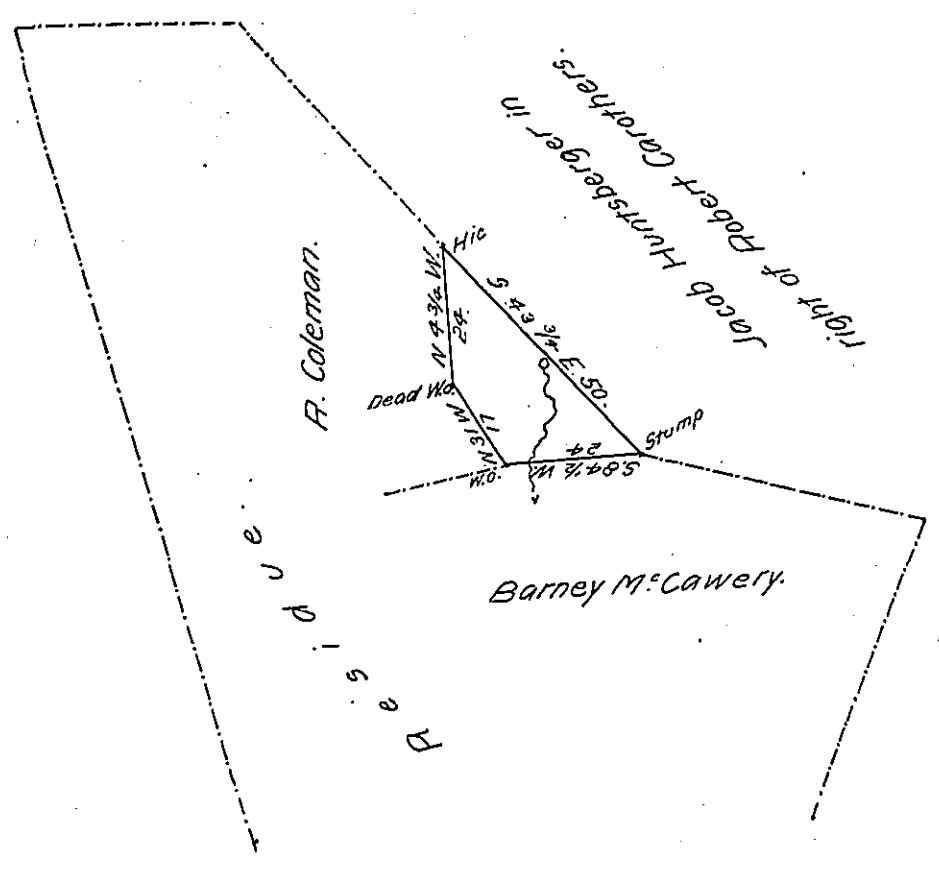 Jacob Huntsberger in
right of Robert Carothers.
R. Coleman.
Hic
N 4 3/4 W.
24.
S 43 3/4 E 50.
Dead W.o.
N 31 W
17
W.O.
S. 84 1/2 W.
24
Stump
Barney McCawery.
Residue